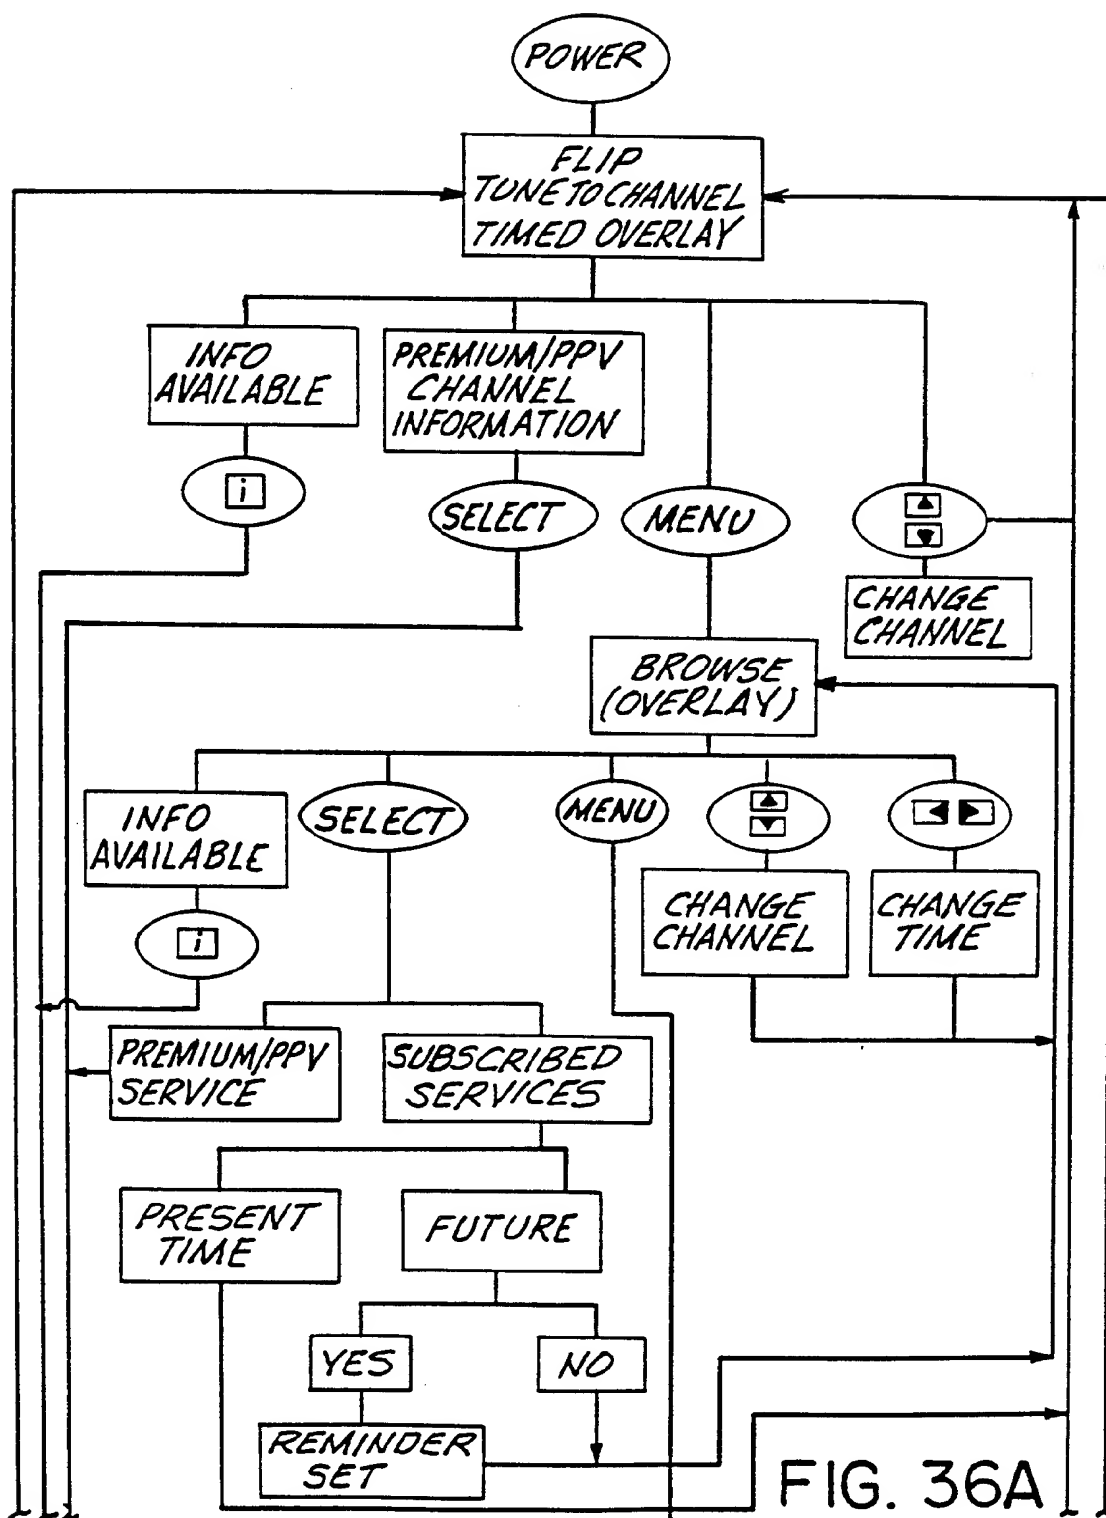 POWER
FLIP
TUNE TO CHANNEL
TIMED OVERLAY
INFO
AVAILABLE
PREMIUM/PPV
CHANNEL
INFORMATION
i
SELECT
MENU
CHANGE
CHANNEL
BROWSE
(OVERLAY)
INFO
AVAILABLE
SELECT
MENU
CHANGE
CHANNEL
CHANGE
TIME
i
PREMIUM/PPV
SERVICE
SUBSCRIBED
SERVICES
PRESENT
TIME
FUTURE
YES
NO
REMINDER
SET
FIG. 36A